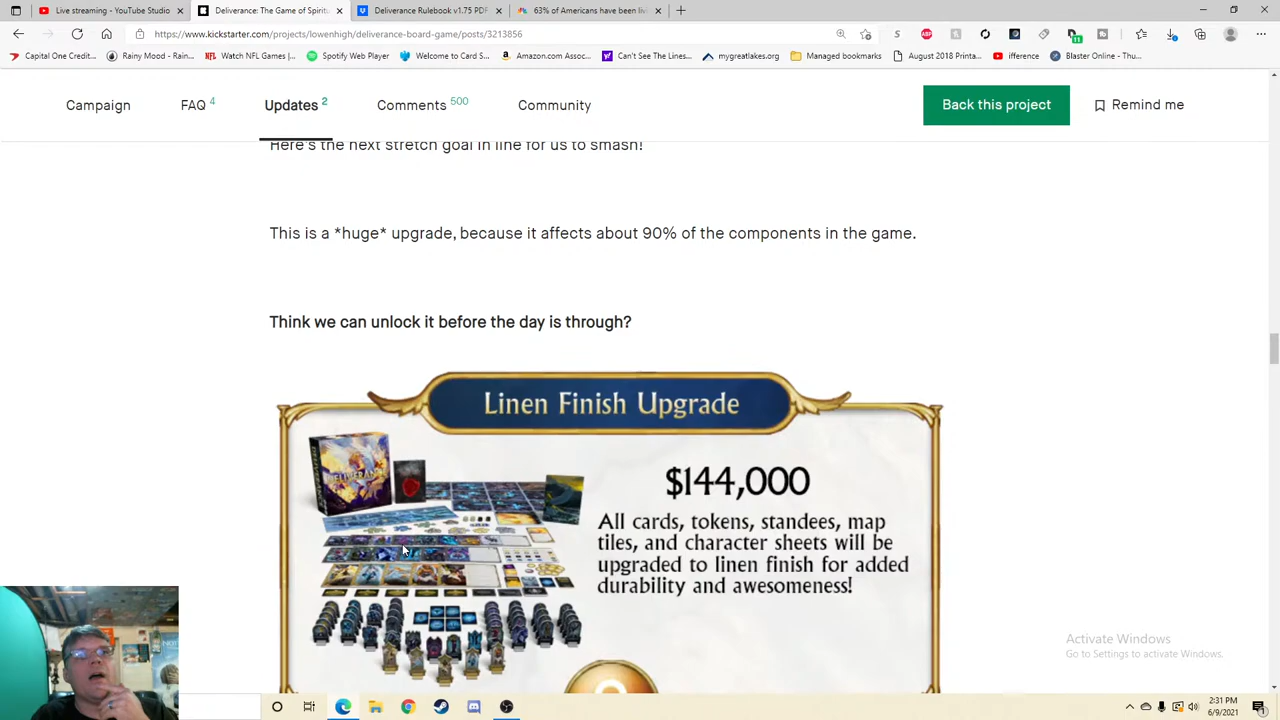 Live streaming - YouTube Studio
Deliverance: The Game of Spiritu
Deliverance Rulebook v1.75 PDF
63% of Americans have been livi
https://www.kickstarter.com/projects/lowenhigh/deliverance-board-game/posts/3213856
Capital One Credit...
Rainy Mood - Rain...
Watch NFL Games |...
Spotify Web Player
Welcome to Card S...
Amazon.com Assoc...
Can't See The Lines...
mygreatlakes.org
Managed bookmarks
August 2018 Printa...
ifference
Blaster Online - Thu...
Campaign
FAQ 4
Updates 2
Comments 500
Community
Back this project
Remind me
Here's the next stretch goal in line for us to smash!
This is a *huge* upgrade, because it affects about 90% of the components in the game.
Think we can unlock it before the day is through?
Linen Finish Upgrade
DELIVERANCE
$144,000
All cards, tokens, standees, map
tiles, and character sheets will be
upgraded to linen finish for added
durability and awesomeness!
Activate Windows
Go to Settings to activate Windows.
2:31 PM
6/9/2021